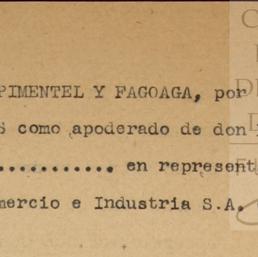 PIMENTEL Y FAGOAGA, por
S como apoderado de don
............ en represent
mercio e Industria S.A.